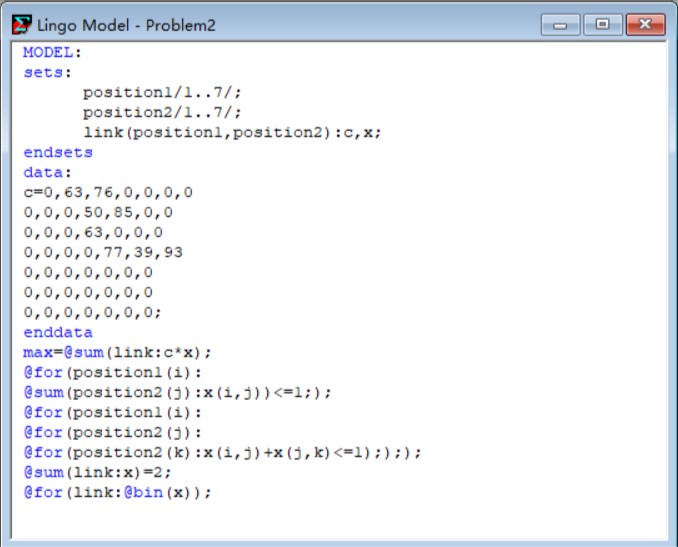 Lingo Model - Problem2
MODEL:
sets:
position1/1..7/;
position2/1..7/;
link(position1,position2):c,x;
endsets
data:
c=0,63,76,0,0,0,0
0,0,0,50,85,0,0
0,0,0,63,0,0,0
0,0,0,0,77,39,93
0,0,0,0,0,0,0
0,0,0,0,0,0,0
0,0,0,0,0,0,0;
enddata
max=@sum(link:c*x);
@for(position1(i):
@sum(position2(j):x(i,j))<=1;);
@for(position1(i):
@for(position2(j):
@for(position2(k):x(i,j)+x(j,k)<=1););););
@sum(link:x)=2;
@for(link:@bin(x));